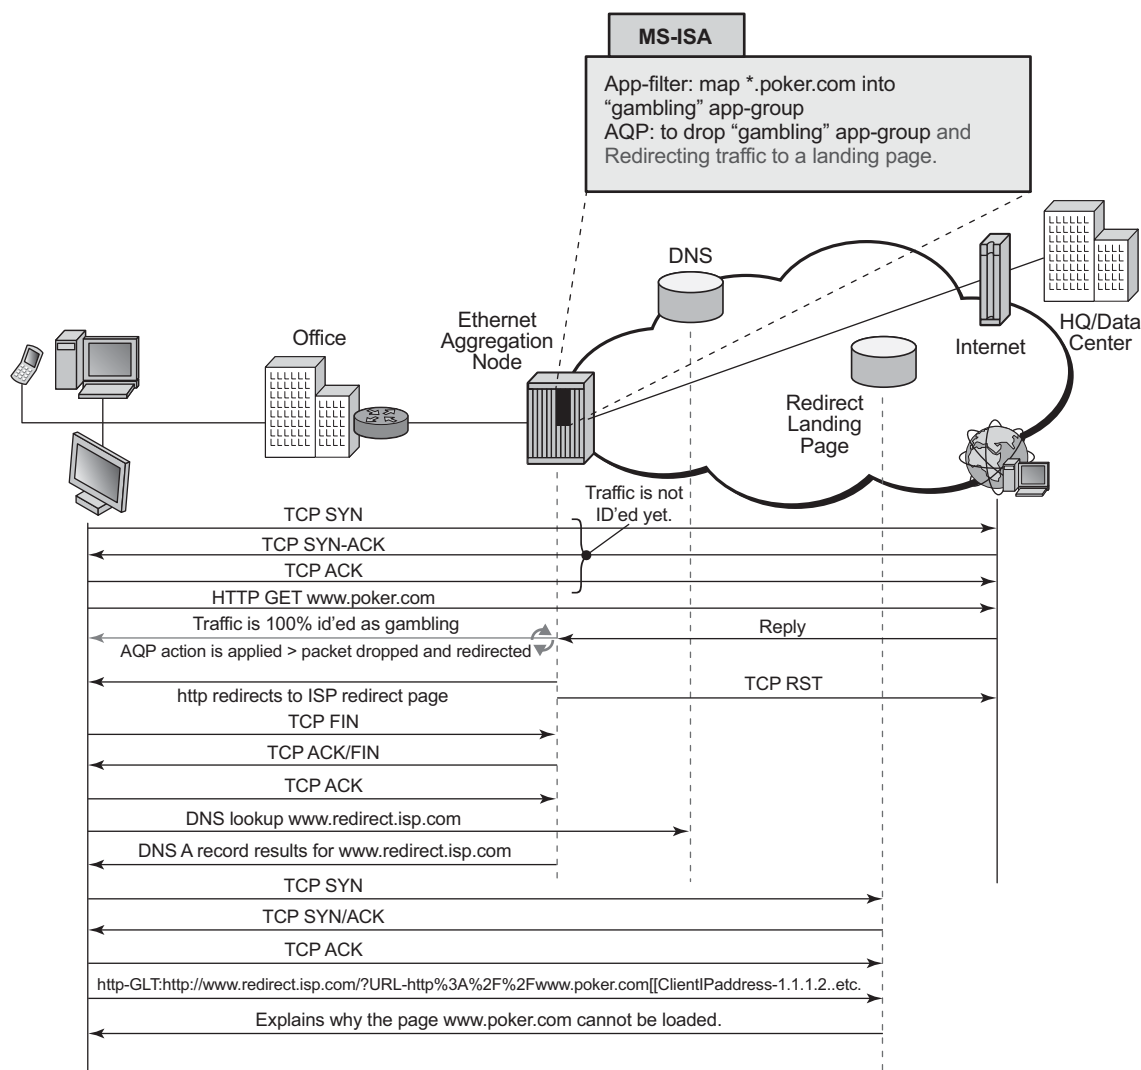 MS-ISA
App-filter: map *.poker.com into
“gambling” app-group
AQP: to drop “gambling” app-group and
Redirecting traffic to a landing page.
DNS
Office
Ethernet
Aggregation
Node
Internet
HQ/Data
Center
Redirect
Landing
Page
Traffic is not
ID’ed yet.
TCP SYN
TCP SYN-ACK
TCP ACK
HTTP GET www.poker.com
Traffic is 100% id’ed as gambling
Reply
AQP action is applied > packet dropped and redirected
http redirects to ISP redirect page
TCP RST
TCP FIN
TCP ACK/FIN
TCP ACK
DNS lookup www.redirect.isp.com
DNS A record results for www.redirect.isp.com
TCP SYN
TCP SYN/ACK
TCP ACK
http-GLT:http://www.redirect.isp.com/?URL-http%3A%2F%2Fwww.poker.com[[ClientIPaddress-1.1.1.2..etc.
Explains why the page www.poker.com cannot be loaded.